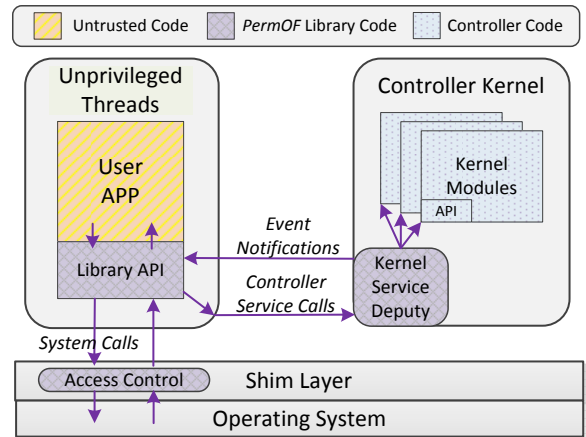 Untrusted Code
PermOF Library Code
Controller Code
Unprivileged
Threads
User
APP
Library API
Controller Kernel
Kernel
Modules
API
Event
Notifications
Kernel
Service
Deputy
Controller
Service Calls
System Calls
Access Control
Shim Layer
Operating System